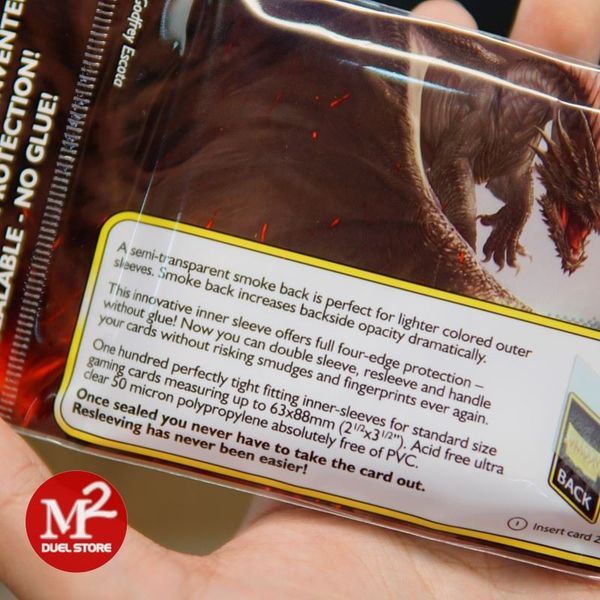 VENTE
ROTECTION!
ALABLE - NO GLUE!
Godfrey Escota
A semi-transparent smoke back is perfect for lighter colored outer
sleeves. Smoke back increases backside opacity dramatically.
This innovative inner sleeve offers full four-edge protection –
without glue! Now you can double sleeve, resleeve and handle
your cards without risking smudges and fingerprints ever again.
One hundred perfectly tight fitting inner-sleeves for standard size
gaming cards measuring up to 63x88mm (2 1/2x3 1/2"). Acid free ultra
clear 50 micron polypropylene absolutely free of PVC.
Once sealed you never have to take the card out.
Resleeving has never been easier!
BACK
1 Insert card 2
M2
DUEL STORE